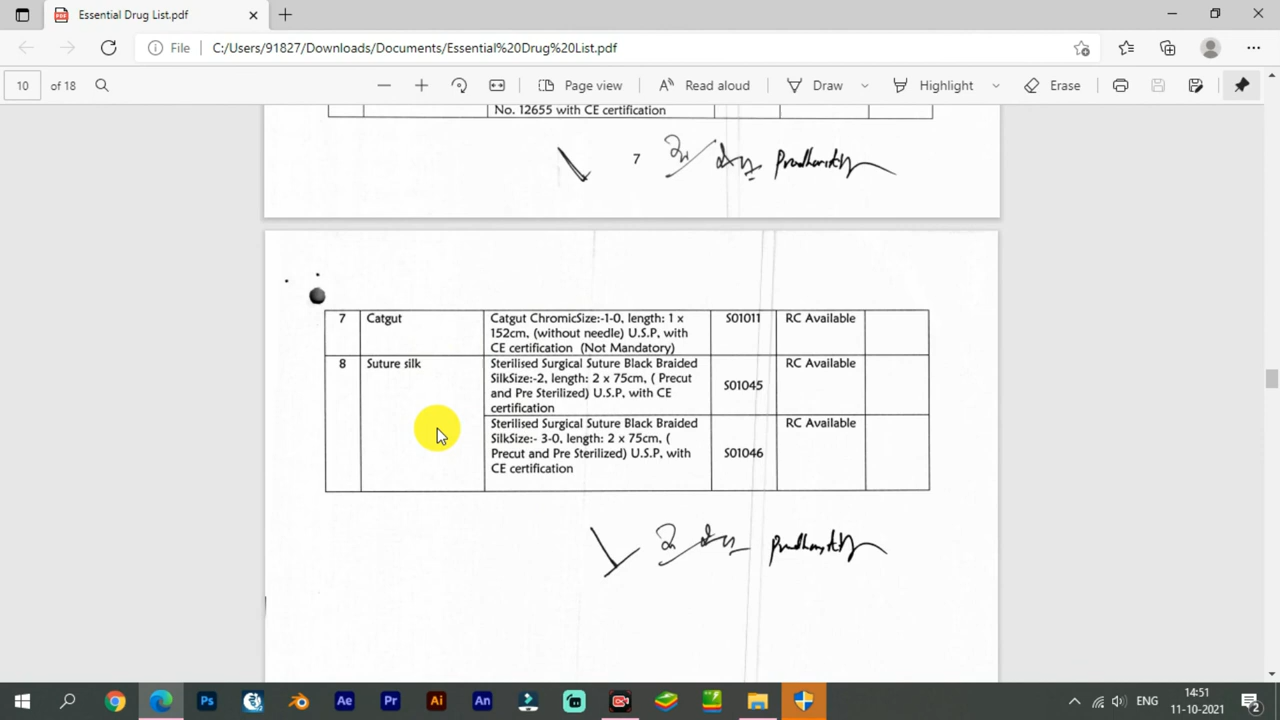 Essential Drug List.pdf
File C:/Users/91827/Downloads/Documents/Essential%20Drug%20List.pdf
10 of 18 Page view Read aloud Draw Highlight Erase
No. 12655 with CE certification
7
7 Catgut Catgut ChromicSize:-1-0, length: 1 x S01011 RC Available
152cm, (without needle) U.S.P, with
CE certification (Not Mandatory)
8 Suture silk Sterilised Surgical Suture Black Braided RC Available
SilkSize:-2, length: 2 x 75cm, ( Precut
and Pre Sterilized) U.S.P, with CE S01045
certification
Sterilised Surgical Suture Black Braided RC Available
SilkSize:- 3-0, length: 2 x 75cm, (
Precut and Pre Sterilized) U.S.P, with S01046
CE certification
Ps Ae Pr Ai An
ENG 14:51
11-10-2021 2